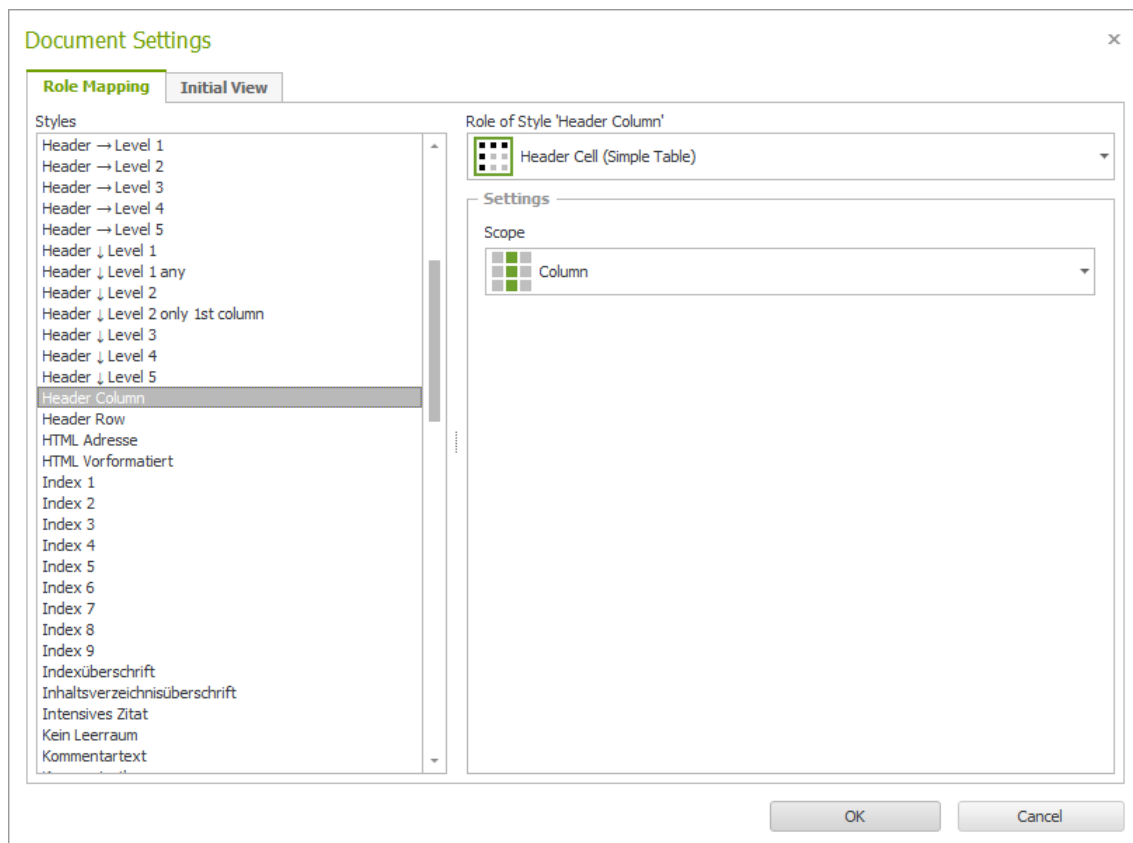 Document Settings
Role Mapping
Initial View
Styles
Header → Level 1
Header → Level 2
Header → Level 3
Header → Level 4
Header → Level 5
Header ↓ Level 1
Header ↓ Level 1 any
Header ↓ Level 2
Header ↓ Level 2 only 1st column
Header ↓ Level 3
Header ↓ Level 4
Header ↓ Level 5
Header Column
Header Row
HTML Adresse
HTML Vorformatiert
Index 1
Index 2
Index 3
Index 4
Index 5
Index 6
Index 7
Index 8
Index 9
Indexüberschrift
Inhaltsverzeichnisüberschrift
Intensives Zitat
Kein Leerraum
Kommentartext
Role of Style 'Header Column'
Header Cell (Simple Table)
Settings
Scope
Column
OK
Cancel